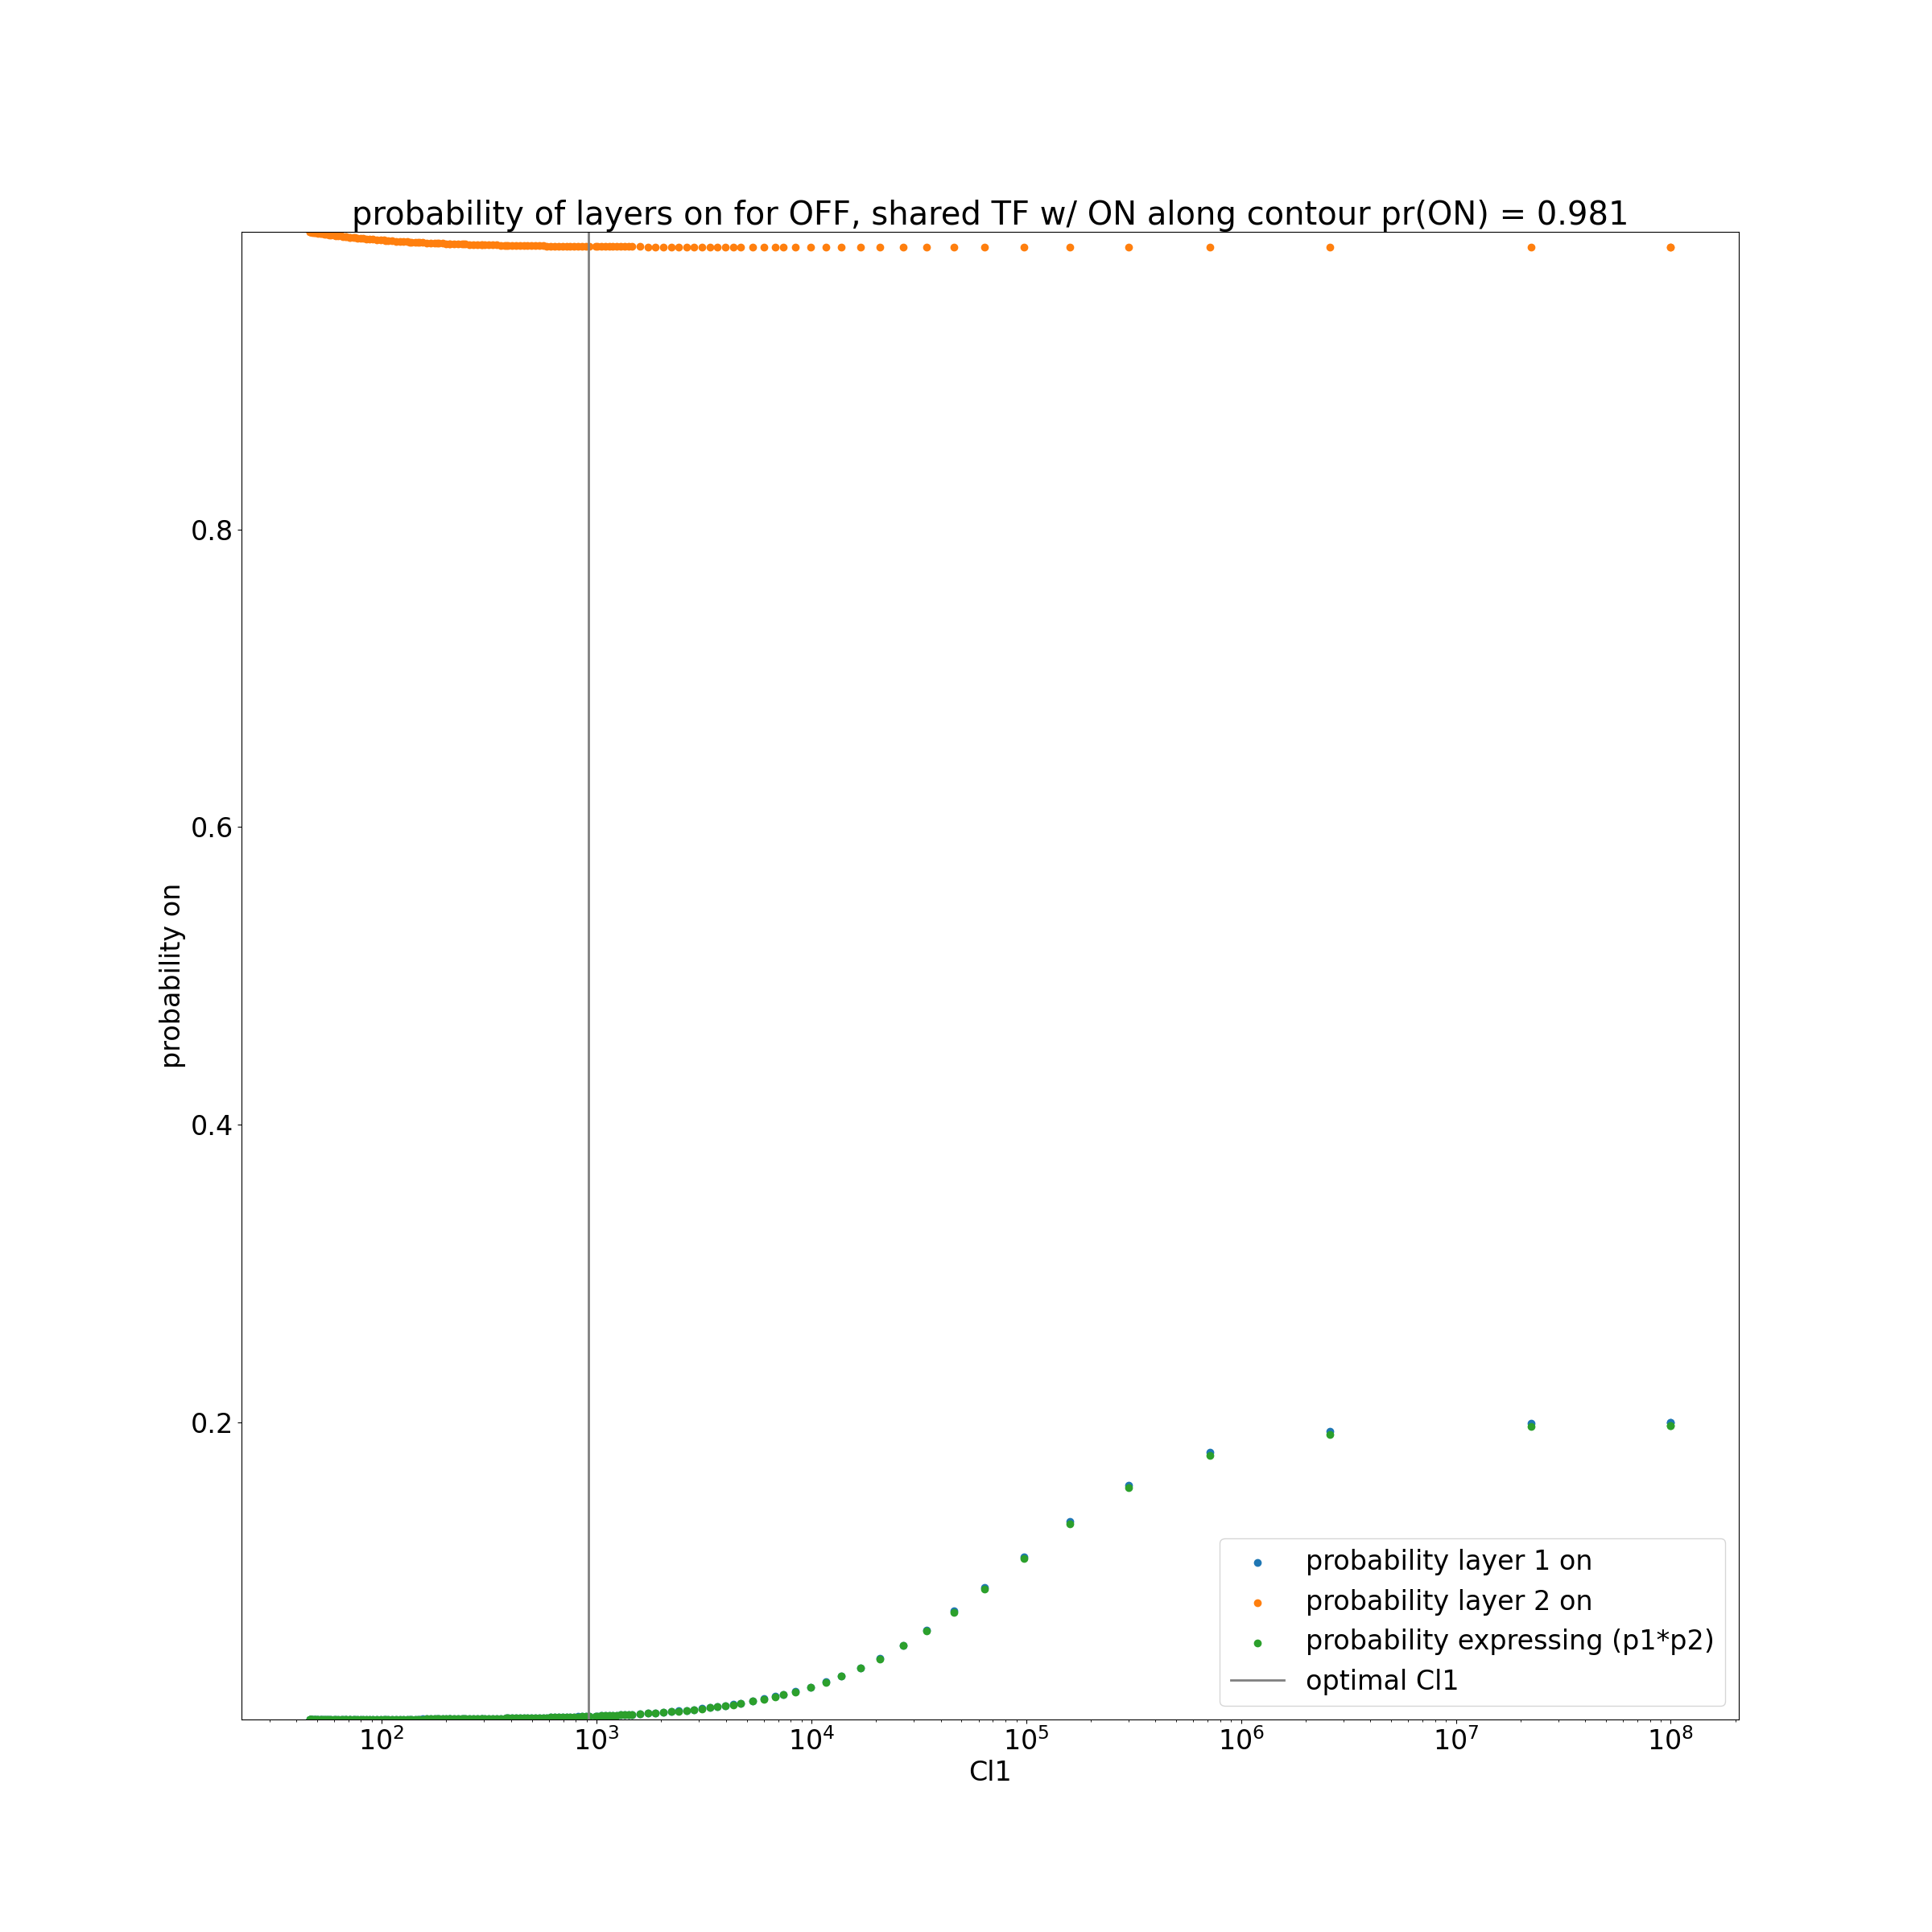 probability of layers on for OFF, shared TF w/ ON along contour pr(ON) = 0.981
0.8
0.6
0.4
0.2
probability on
10² 10³ 10⁴ 10⁵ 10⁶ 10⁷ 10⁸
Cl1
probability layer 1 on
probability layer 2 on
probability expressing (p1*p2)
optimal Cl1